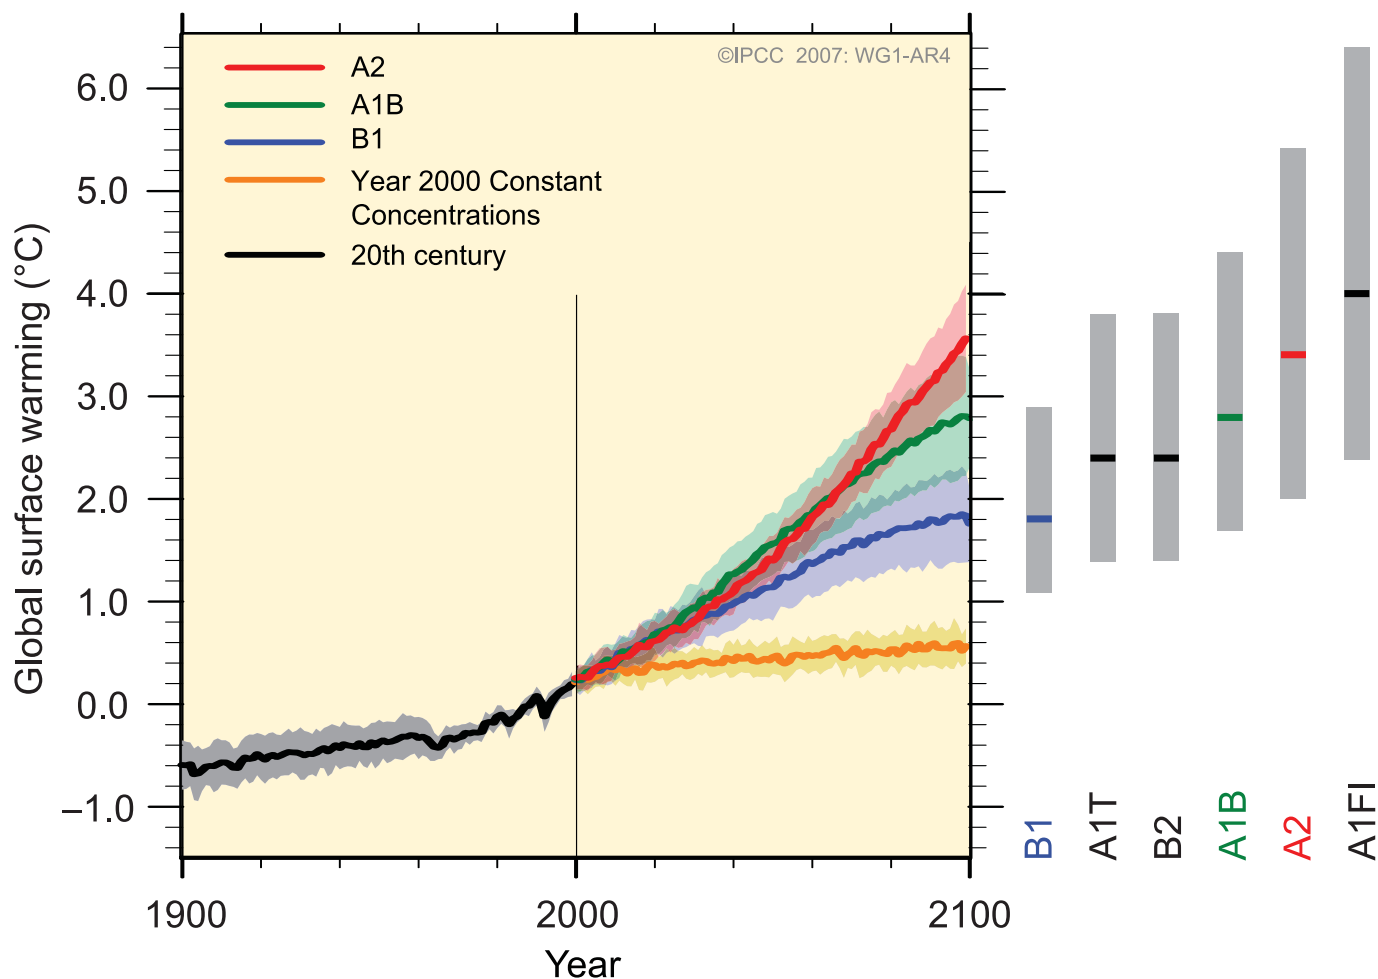 ©IPCC 2007: WG1-AR4
A2
A1B
B1
Year 2000 Constant
Concentrations
20th century
Global surface warming (°C)
6.0
5.0
4.0
3.0
2.0
1.0
0.0
–1.0
1900
2000
2100
Year
B1
A1T
B2
A1B
A2
A1FI